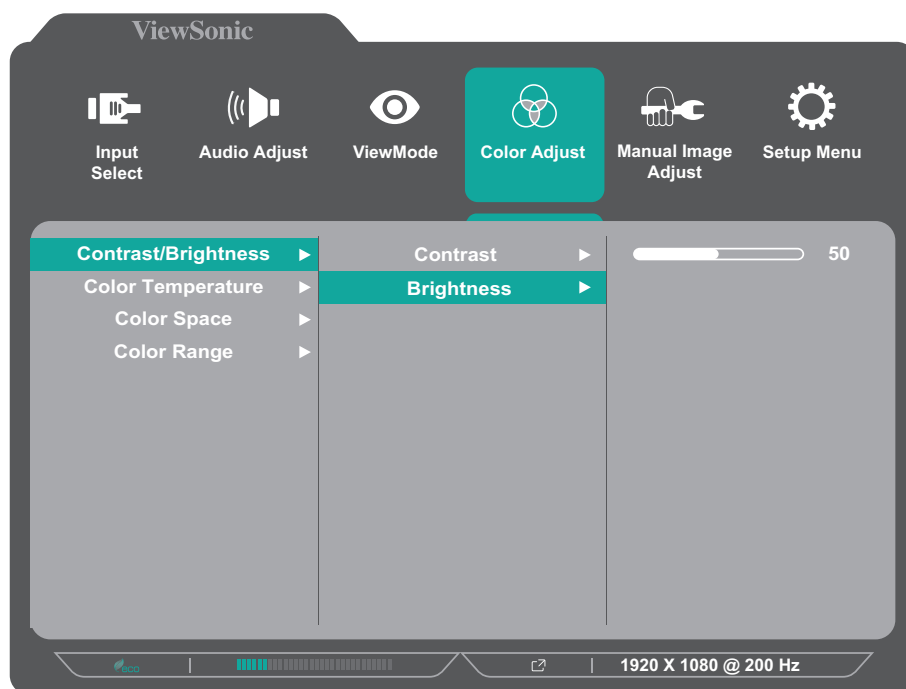 ViewSonic
Input
Select
Audio Adjust
ViewMode
Color Adjust
Manual Image
Adjust
Setup Menu
Contrast/Brightness
Color Temperature
Color Space
Color Range
Contrast
Brightness
50
eco
1920 X 1080 @ 200 Hz